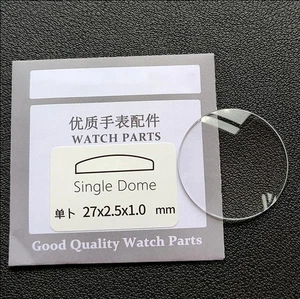 优质手表配件
WATCH PARTS
Single Dome
单卜 27x2.5x1.0 mm
Good Quality Watch Parts